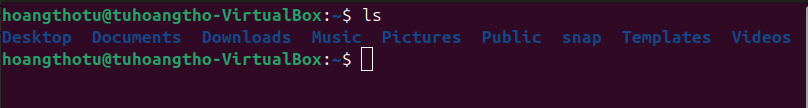 hoangthotu@tuhoangtho-VirtualBox:~$ ls
Desktop  Documents  Downloads  Music  Pictures  Public  snap  Templates  Videos
hoangthotu@tuhoangtho-VirtualBox:~$